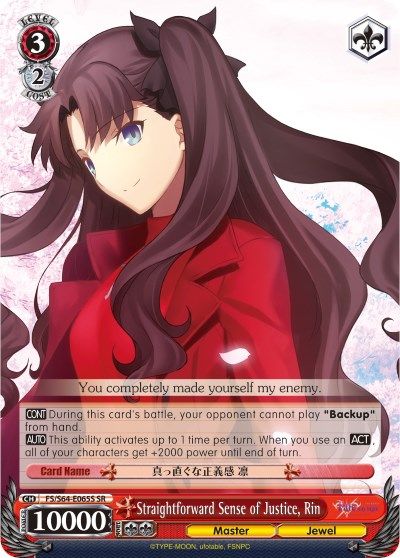 LEVEL
3
2
COST
You completely made yourself my enemy.
CONT During this card's battle, your opponent cannot play "Backup"
from hand.
AUTO This ability activates up to 1 time per turn. When you use an ACT
all of your characters get +2000 power until end of turn.
Card Name 真っ直ぐな正義感 凛
CH FS/S64-E065S SR
Straightforward Sense of Justice, Rin
POWER 10000 SOUL
Master Jewel
©TYPE-MOON, ufotable, FSNPC